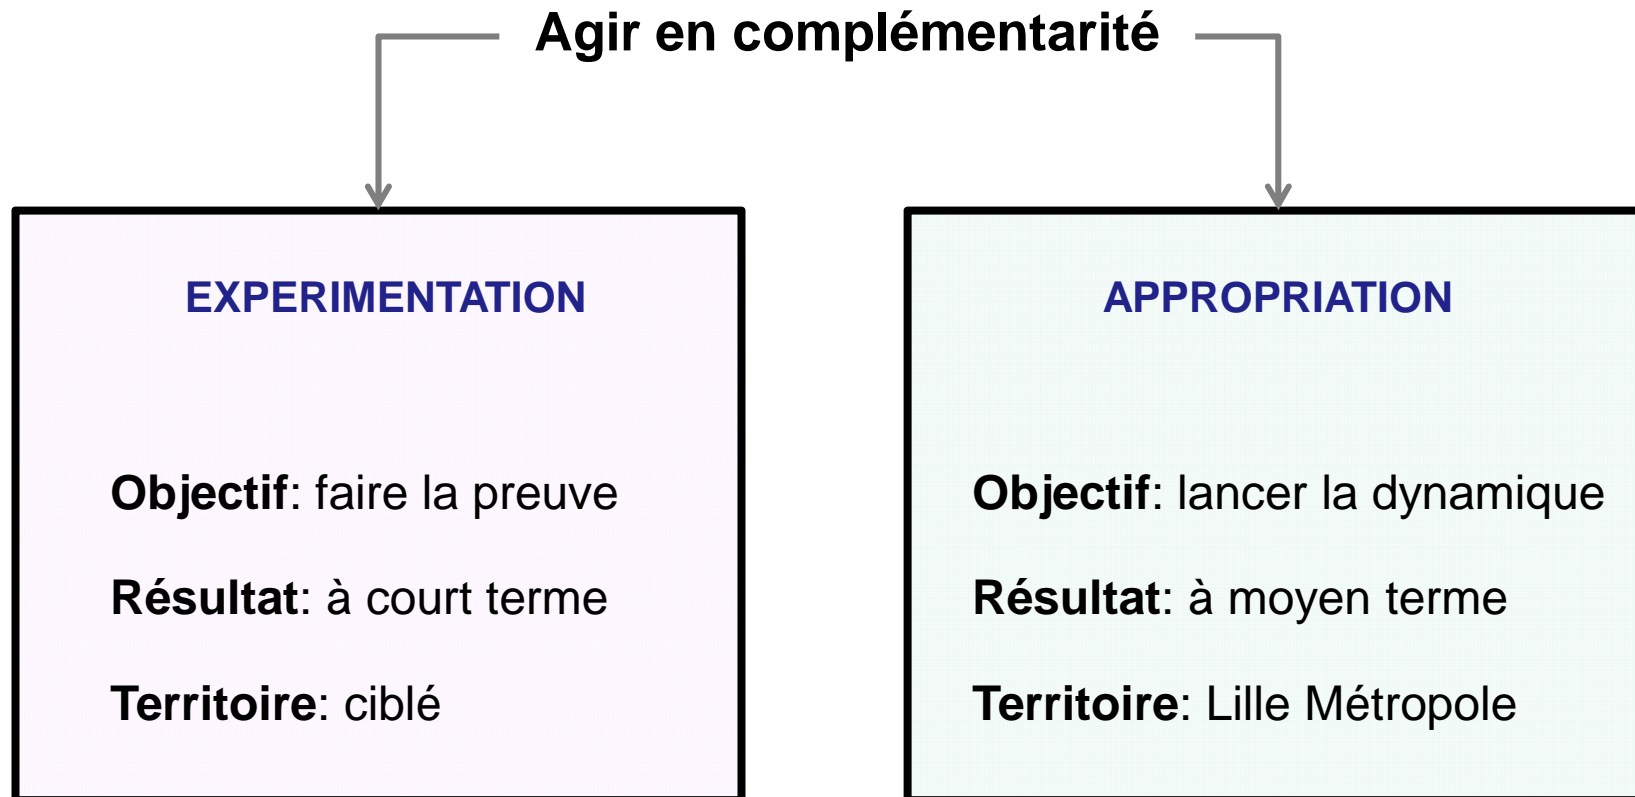 Agir en complémentarité
EXPERIMENTATION
Objectif: faire la preuve
Résultat: à court terme
Territoire: ciblé
APPROPRIATION
Objectif: lancer la dynamique
Résultat: à moyen terme
Territoire: Lille Métropole